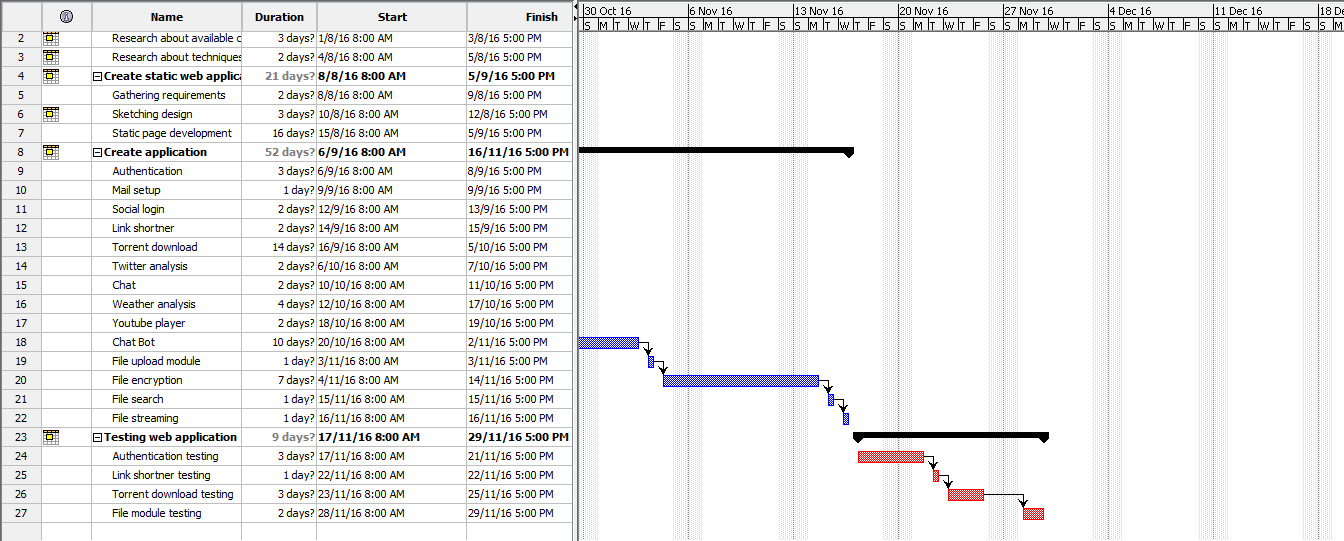 Name Duration Start Finish
30 Oct 16 6 Nov 16 13 Nov 16 20 Nov 16 27 Nov 16 4 Dec 16 11 Dec 16 18 De
S M T W T F S S M T W T F S S M T W T F S S M T W T F S S M T W T F S S M T W T F S S M T W T F S S M
2 Research about available c 3 days? 1/8/16 8:00 AM 3/8/16 5:00 PM
3 Research about techniques 2 days? 4/8/16 8:00 AM 5/8/16 5:00 PM
4 Create static web applica 21 days? 8/8/16 8:00 AM 5/9/16 5:00 PM
5 Gathering requirements 2 days? 8/8/16 8:00 AM 9/8/16 5:00 PM
6 Sketching design 3 days? 10/8/16 8:00 AM 12/8/16 5:00 PM
7 Static page development 16 days? 15/8/16 8:00 AM 5/9/16 5:00 PM
8 Create application 52 days? 6/9/16 8:00 AM 16/11/16 5:00 PM
9 Authentication 3 days? 6/9/16 8:00 AM 8/9/16 5:00 PM
10 Mail setup 1 day? 9/9/16 8:00 AM 9/9/16 5:00 PM
11 Social login 2 days? 12/9/16 8:00 AM 13/9/16 5:00 PM
12 Link shortner 2 days? 14/9/16 8:00 AM 15/9/16 5:00 PM
13 Torrent download 14 days? 16/9/16 8:00 AM 5/10/16 5:00 PM
14 Twitter analysis 2 days? 6/10/16 8:00 AM 7/10/16 5:00 PM
15 Chat 2 days? 10/10/16 8:00 AM 11/10/16 5:00 PM
16 Weather analysis 4 days? 12/10/16 8:00 AM 17/10/16 5:00 PM
17 Youtube player 2 days? 18/10/16 8:00 AM 19/10/16 5:00 PM
18 Chat Bot 10 days? 20/10/16 8:00 AM 2/11/16 5:00 PM
19 File upload module 1 day? 3/11/16 8:00 AM 3/11/16 5:00 PM
20 File encryption 7 days? 4/11/16 8:00 AM 14/11/16 5:00 PM
21 File search 1 day? 15/11/16 8:00 AM 15/11/16 5:00 PM
22 File streaming 1 day? 16/11/16 8:00 AM 16/11/16 5:00 PM
23 Testing web application 9 days? 17/11/16 8:00 AM 29/11/16 5:00 PM
24 Authentication testing 3 days? 17/11/16 8:00 AM 21/11/16 5:00 PM
25 Link shortner testing 1 day? 22/11/16 8:00 AM 22/11/16 5:00 PM
26 Torrent download testing 3 days? 23/11/16 8:00 AM 25/11/16 5:00 PM
27 File module testing 2 days? 28/11/16 8:00 AM 29/11/16 5:00 PM